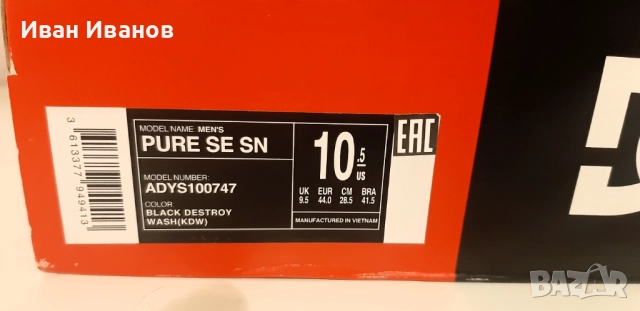 Иван Иванов
3 613377 949413
MODEL NAME MEN'S
PURE SE SN
MODEL NUMBER:
ADYS100747
COLOR
BLACK DESTROY
WASH(KDW)
10.5
US
UK EUR CM BRA
9.5 44.0 28.5 41.5
MANUFACTURED IN VIETNAM
EAC
BAZAR